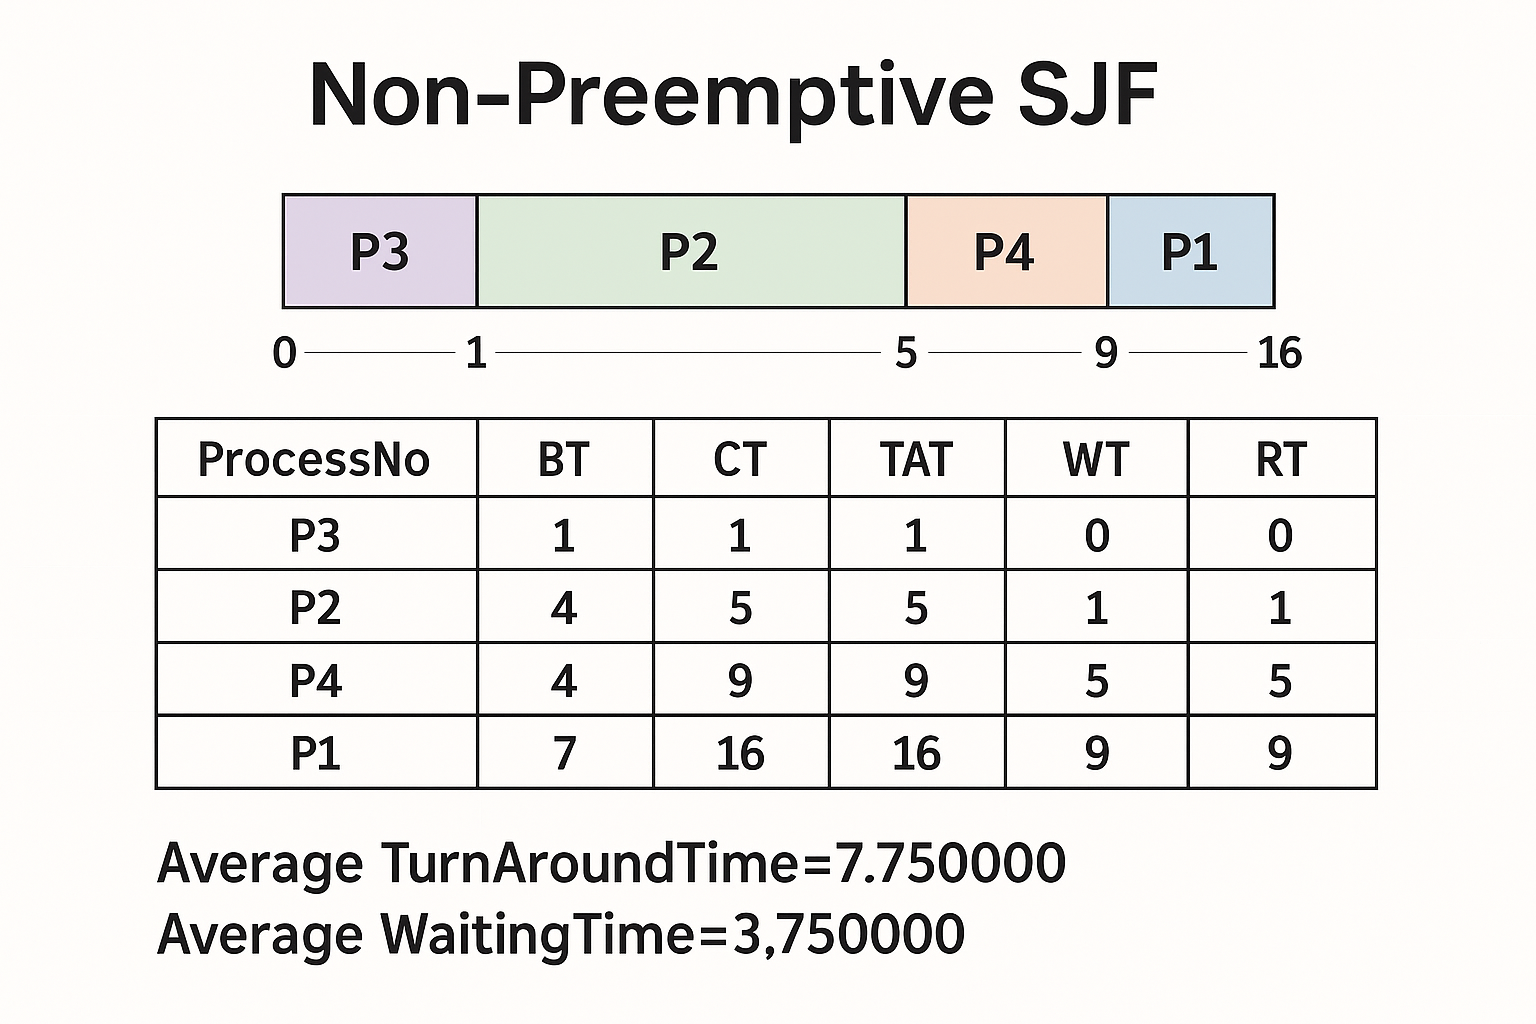 Non-Preemptive SJF
P3 P2 P4 P1
0 1 5 9 16
ProcessNo BT CT TAT WT RT
P3 1 1 1 0 0
P2 4 5 5 1 1
P4 4 9 9 5 5
P1 7 16 16 9 9
Average TurnAroundTime=7.750000
Average WaitingTime=3,750000